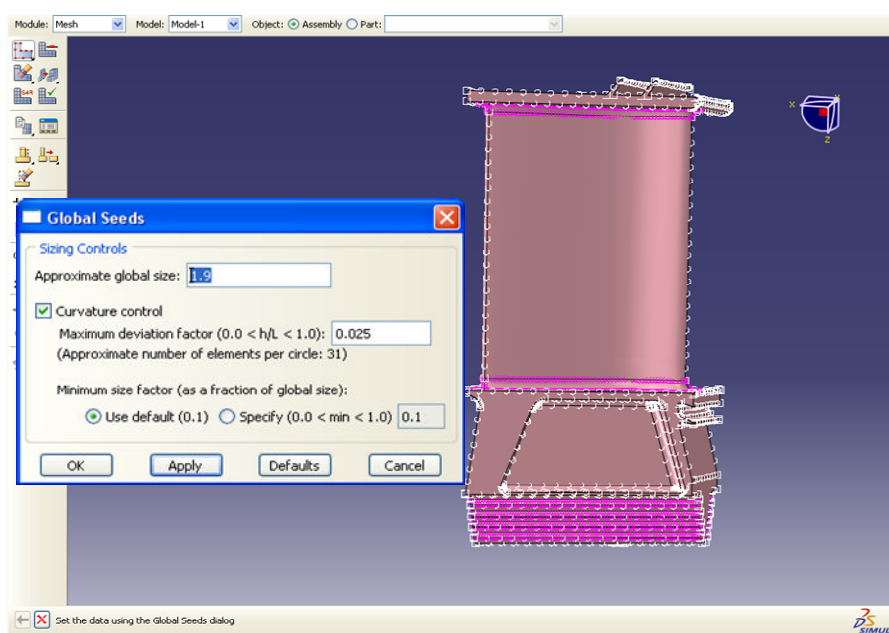 Module: Mesh Model: Model-1 Object: Assembly Part:
Global Seeds
Sizing Controls
Approximate global size: 1.9
Curvature control
Maximum deviation factor (0.0 < h/L < 1.0): 0.025
(Approximate number of elements per circle: 31)
Minimum size factor (as a fraction of global size):
Use default (0.1) Specify (0.0 < min < 1.0) 0.1
OK Apply Defaults Cancel
X
Z
Set the data using the Global Seeds dialog
SIMUL